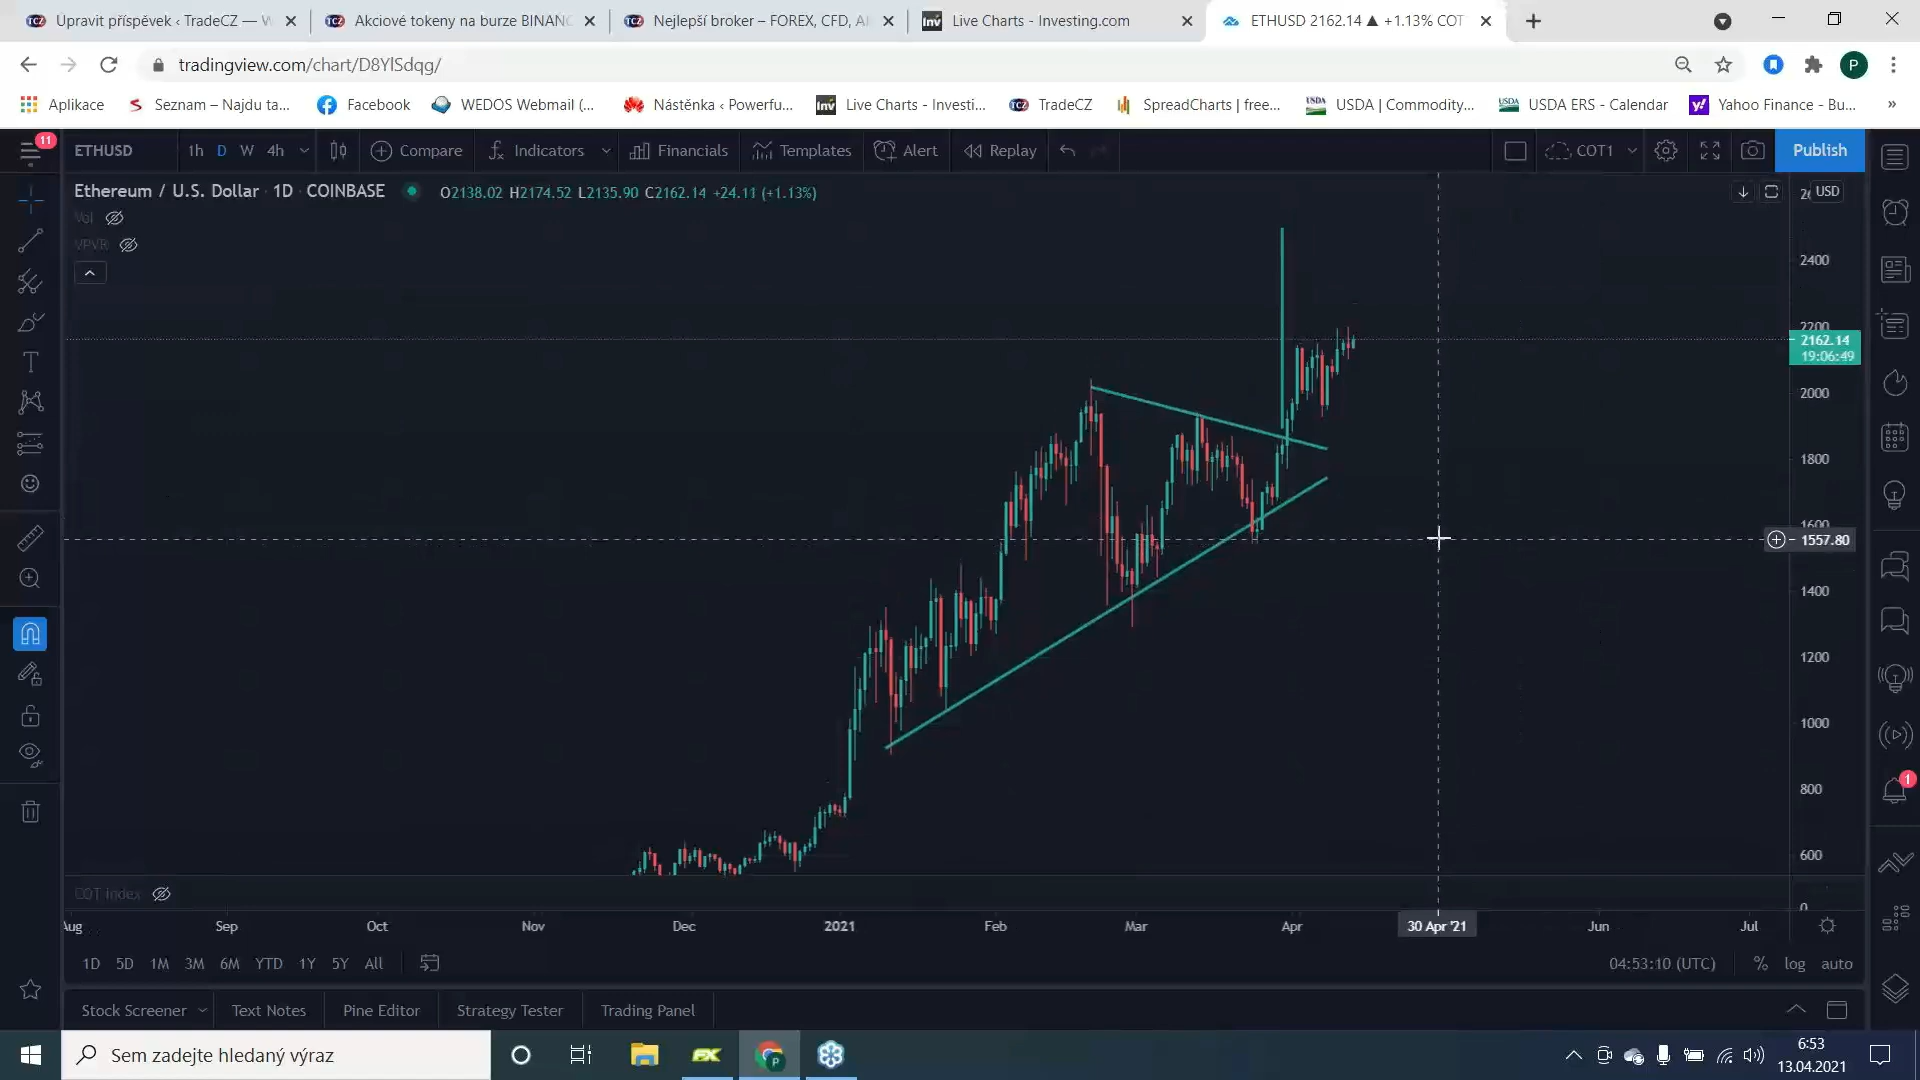 Upravit příspěvek ‹ TradeCZ — W
Akciové tokeny na burze BINANC
Nejlepší broker – FOREX, CFD, A
Live Charts - Investing.com
ETHUSD 2162.14 ▲ +1.13% COT
tradingview.com/chart/D8YlSdqg/
P
Aplikace
Seznam – Najdu ta...
Facebook
WEDOS Webmail (...
Nástěnka ‹ Powerfu...
Live Charts - Investi...
TradeCZ
SpreadCharts | free...
USDA | Commodity...
USDA ERS - Calendar
Yahoo Finance - Bu...
»
11
ETHUSD
1h D W 4h
Compare
Indicators
Financials
Templates
Alert
Replay
COT1
Publish
Ethereum / U.S. Dollar · 1D · COINBASE
O2138.02 H2174.52 L2135.90 C2162.14 +24.11 (+1.13%)
USD
Vol
VPVR
2400
2200
2162.14
19:06:49
2000
1800
1600
1557.80
1400
1200
1000
800
600
0
1
COT index
Aug Sep Oct Nov Dec 2021 Feb Mar Apr 30 Apr '21 Jun Jul
1D 5D 1M 3M 6M YTD 1Y 5Y All
04:53:10 (UTC) % log auto
Stock Screener
Text Notes
Pine Editor
Strategy Tester
Trading Panel
Sem zadejte hledaný výraz
FX
P
6:53
13.04.2021